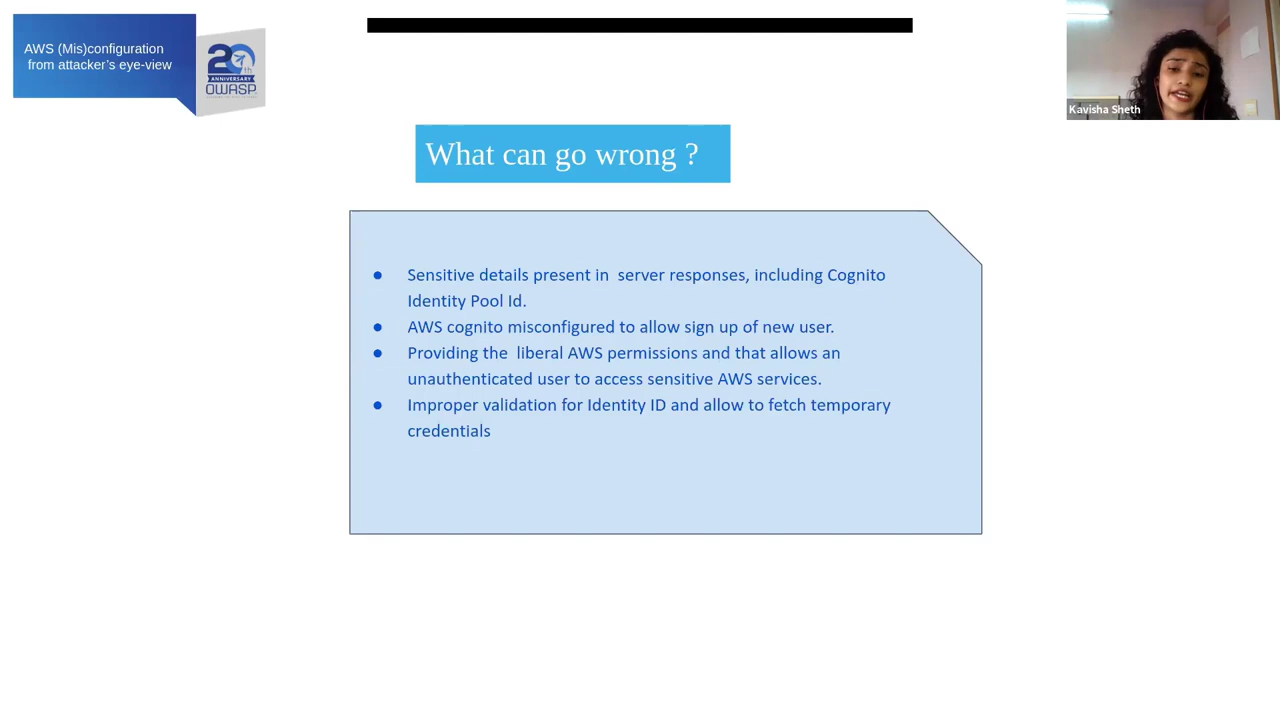 AWS (Mis)configuration
from attacker's eye-view
20th
ANNIVERSARY
OWASP
Kavisha Sheth
What can go wrong ?
● Sensitive details present in server responses, including Cognito
Identity Pool Id.
● AWS cognito misconfigured to allow sign up of new user.
● Providing the liberal AWS permissions and that allows an
unauthenticated user to access sensitive AWS services.
● Improper validation for Identity ID and allow to fetch temporary
credentials